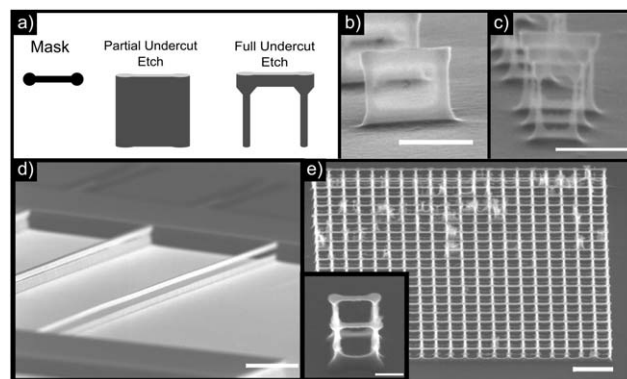 a)
Mask
Partial Undercut
Etch
Full Undercut
Etch
b)
c)
d)
e)